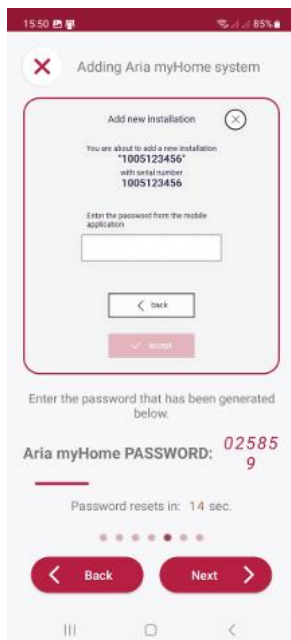 15:50 85%
Adding Aria myHome system
Add new installation
You are about to add a new installation
"1005123456"
with serial number
1005123456
Enter the password from the mobile
application
back
accept
Enter the password that has been generated
below.
Aria myHome PASSWORD: 02585
9
Password resets in: 14 sec.
Back Next